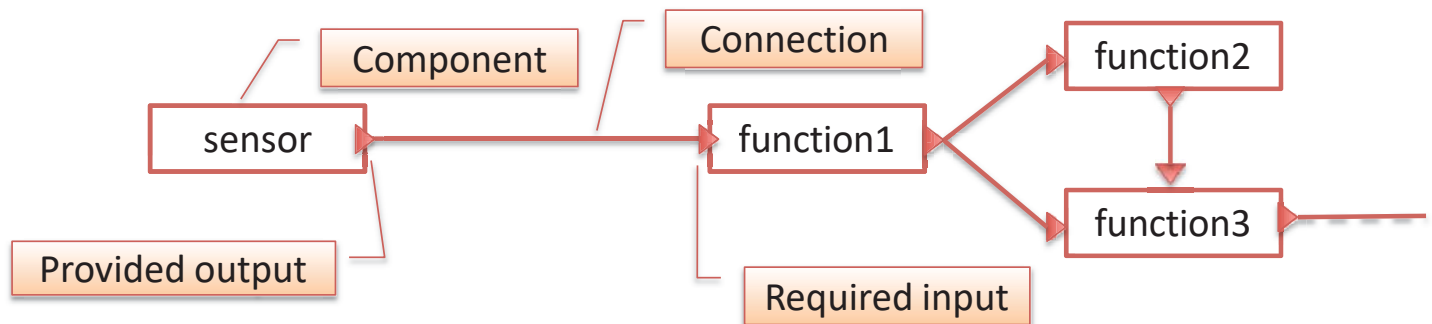 Component
Connection
function2
sensor
function1
function3
Provided output
Required input